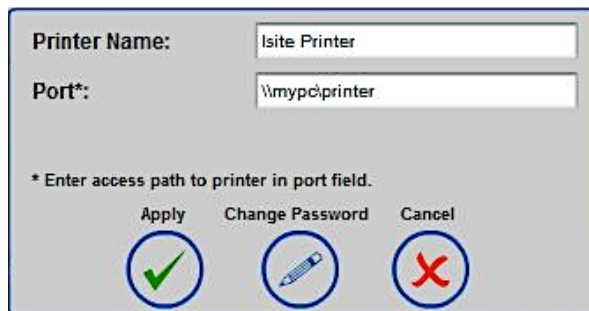 Printer Name: Isite Printer
Port*: \\mypc\printer
* Enter access path to printer in port field.
Apply Change Password Cancel